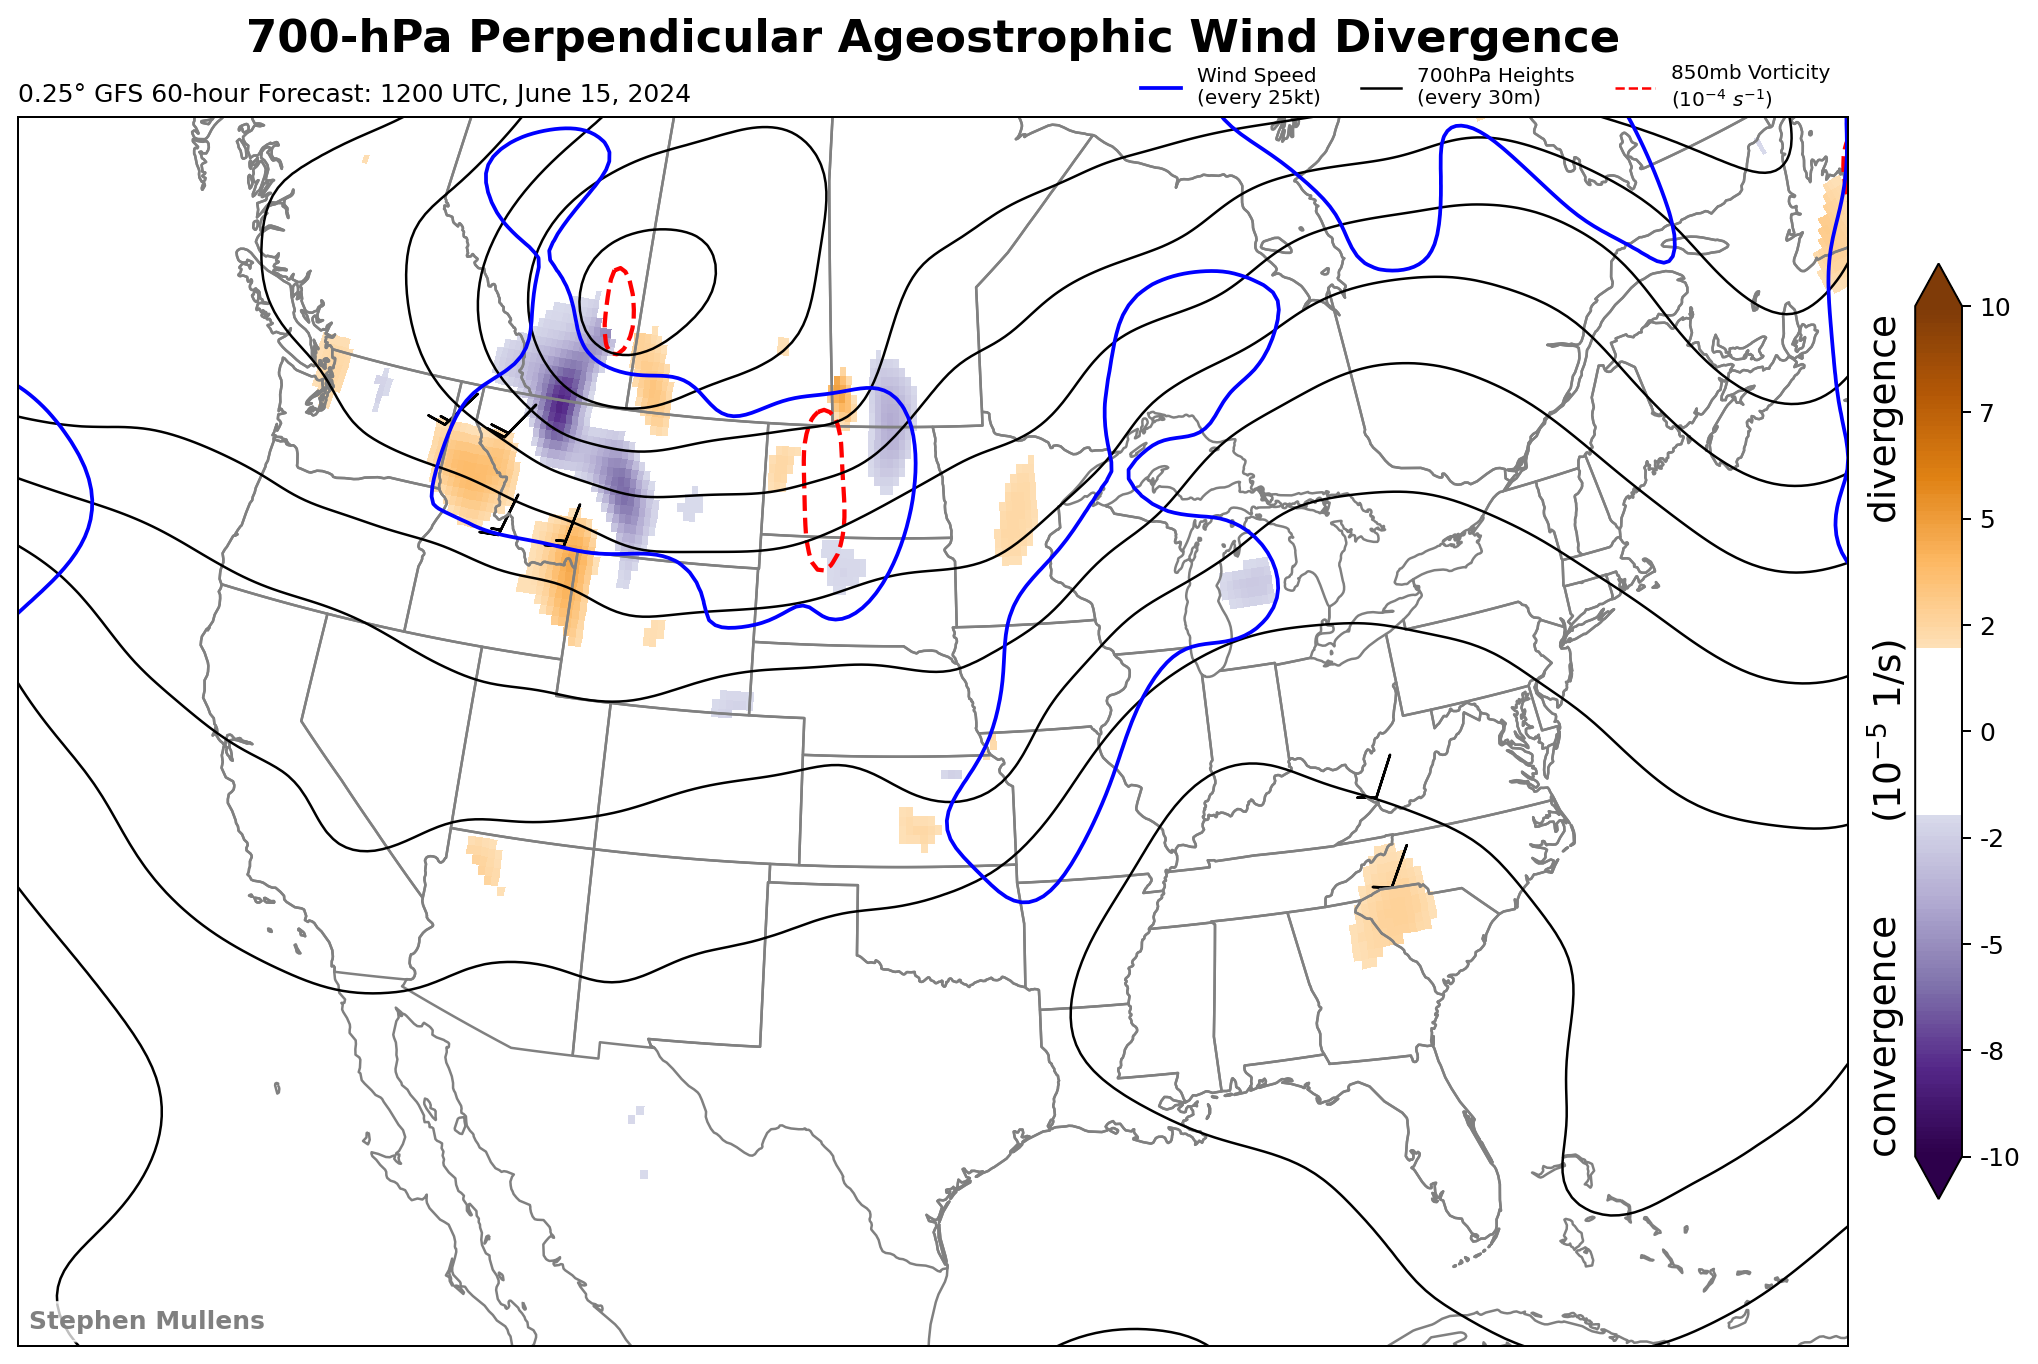 700-hPa Perpendicular Ageostrophic Wind Divergence
0.25° GFS 60-hour Forecast: 1200 UTC, June 15, 2024
Wind Speed
(every 25kt)
700hPa Heights
(every 30m)
850mb Vorticity
(10⁻⁴ s⁻¹)
10
7
5
2
0
-2
-5
-8
-10
convergence (10⁻⁵ 1/s) divergence
Stephen Mullens